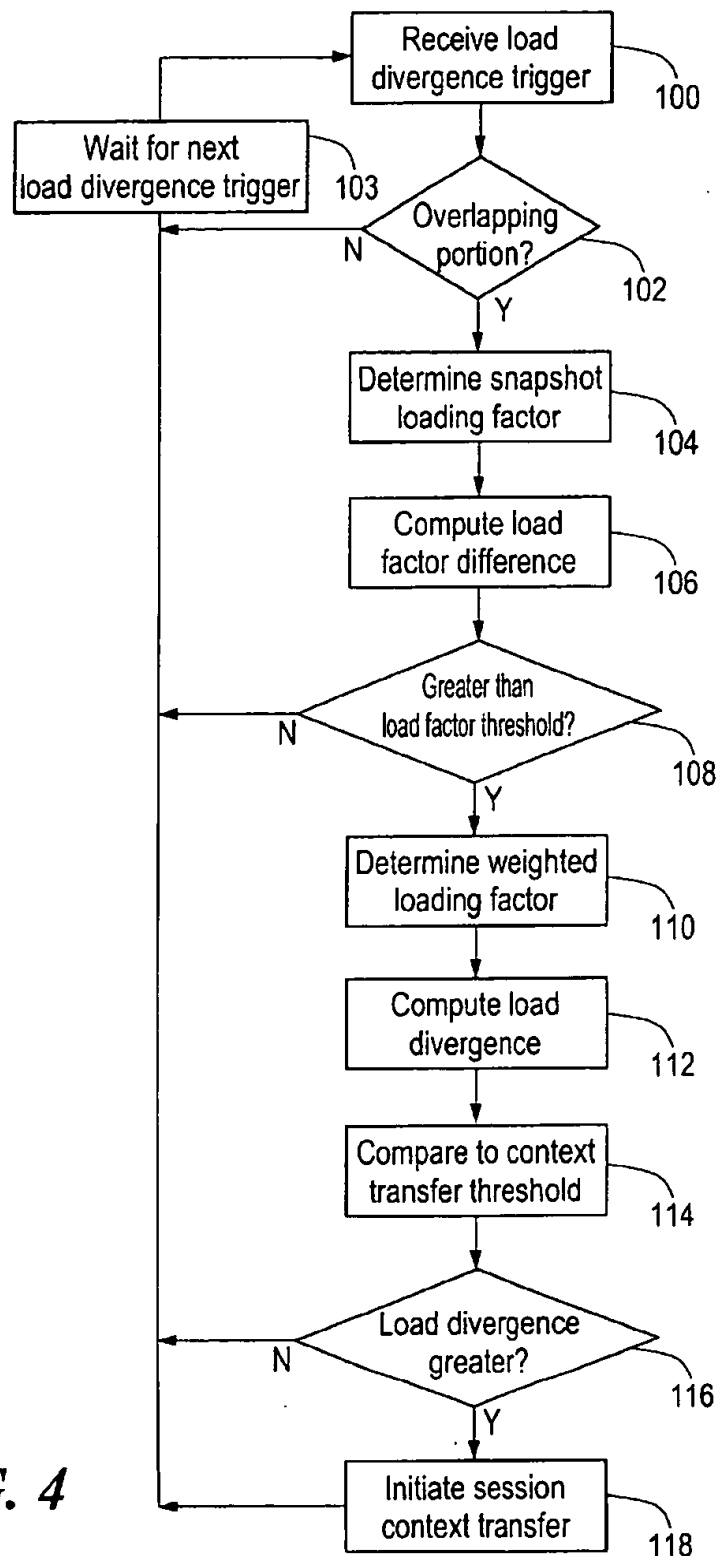 Receive load
divergence trigger
100
Wait for next
load divergence trigger
103
Overlapping
portion?
N
102
Y
Determine snapshot
loading factor
104
Compute load
factor difference
106
Greater than
load factor threshold?
N
108
Y
Determine weighted
loading factor
110
Compute load
divergence
112
Compare to context
transfer threshold
114
Load divergence
greater?
N
116
Y
Initiate session
context transfer
118
. 4